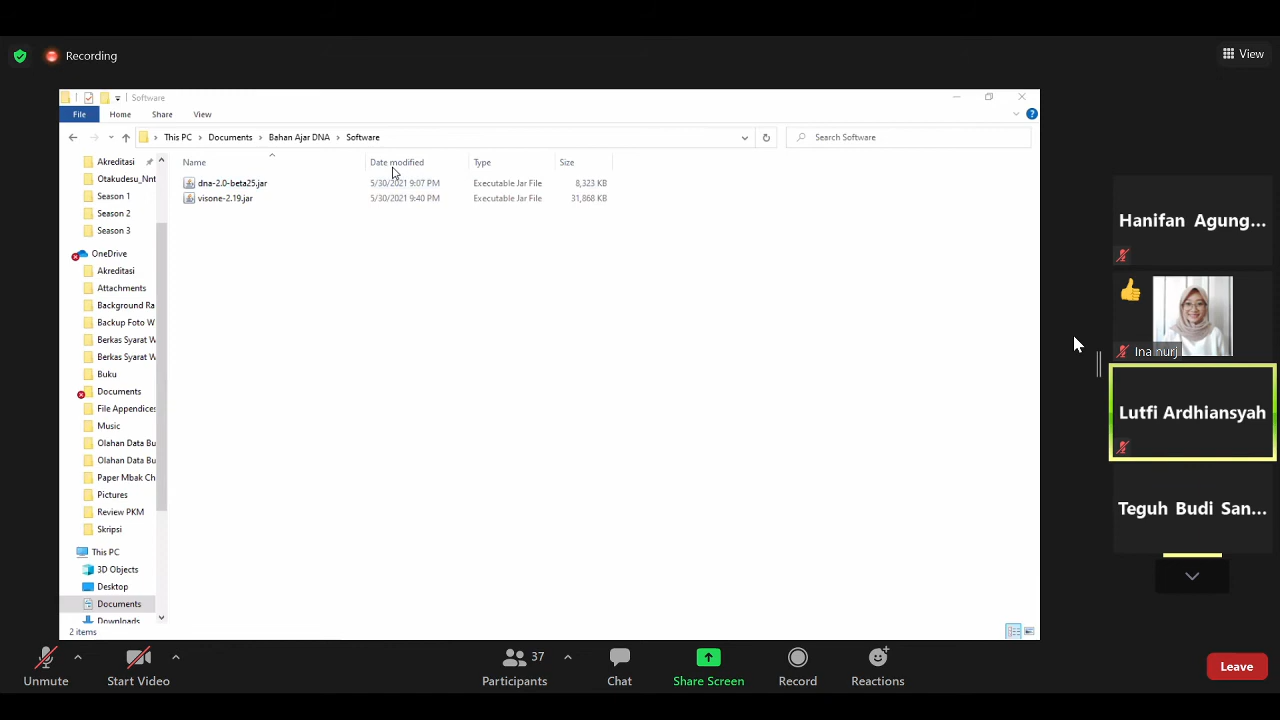 Recording
View
Software
File Home Share View
This PC Documents Bahan Ajar DNA Software
Search Software
Name Date modified Type Size
dna-2.0-beta25.jar 5/30/2021 9:07 PM Executable Jar File 8,323 KB
visone-2.19.jar 5/30/2021 9:40 PM Executable Jar File 31,868 KB
Akreditasi
Otakudesu_Nnt
Season 1
Season 2
Season 3
OneDrive
Akreditasi
Attachments
Background Ra
Backup Foto W
Berkas Syarat W
Berkas Syarat W
Buku
Documents
File Appendices
Music
Olahan Data Bu
Olahan Data Bu
Paper Mbak Ch
Pictures
Review PKM
Skripsi
This PC
3D Objects
Desktop
Documents
Downloads
2 items
Hanifan Agung...
Ina nurj
Lutfi Ardhiansyah
Teguh Budi San...
Unmute
Start Video
37
Participants
Chat
Share Screen
Record
Reactions
Leave